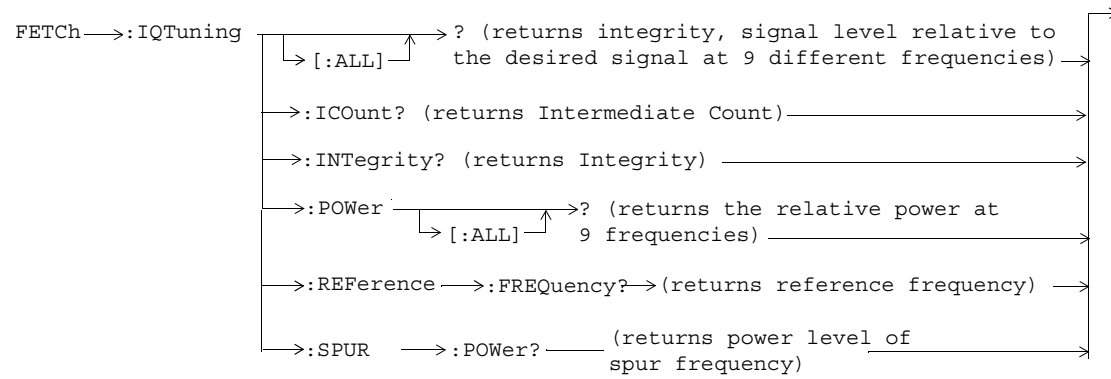 FETCh :IQTuning ? (returns integrity, signal level relative to
[:ALL] the desired signal at 9 different frequencies)
:ICOunt? (returns Intermediate Count)
:INTegrity? (returns Integrity)
:POWer ? (returns the relative power at
[:ALL] 9 frequencies)
:REFerence :FREQuency? (returns reference frequency)
:SPUR :POWer? (returns power level of
spur frequency)